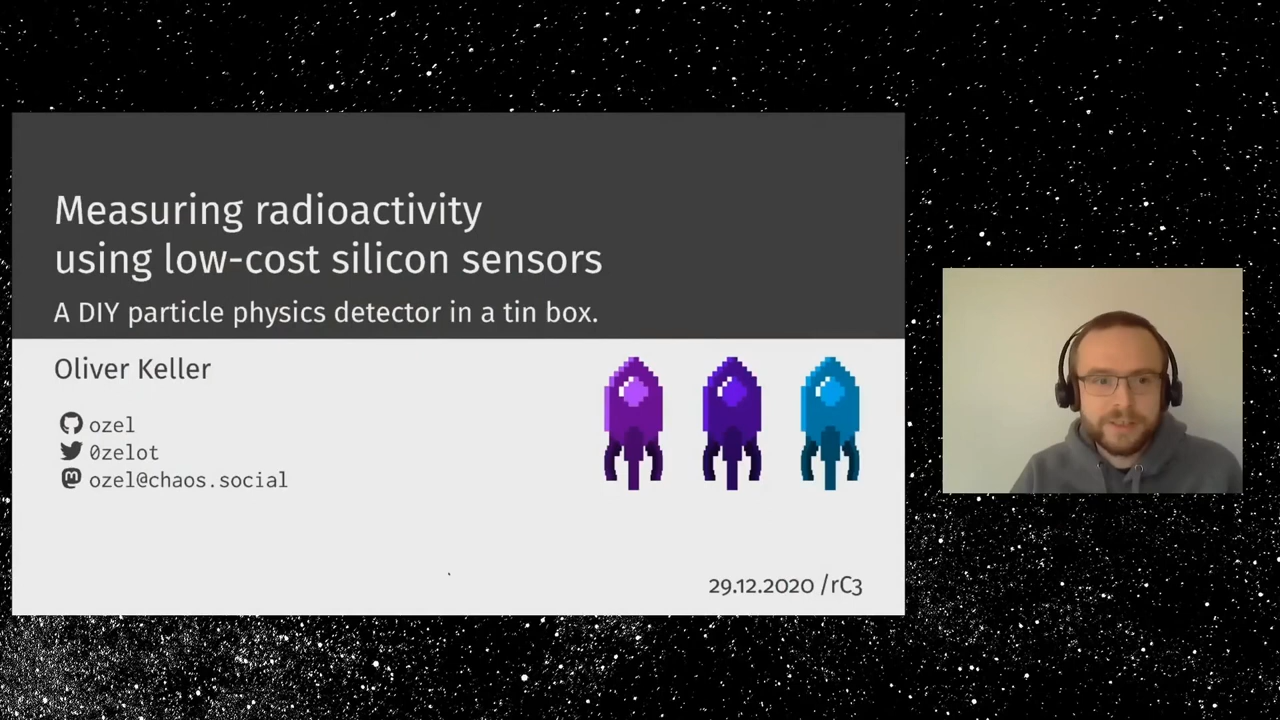 Measuring radioactivity
using low-cost silicon sensors
A DIY particle physics detector in a tin box.
Oliver Keller
ozel
0zelot
ozel@chaos.social
29.12.2020 /rC3